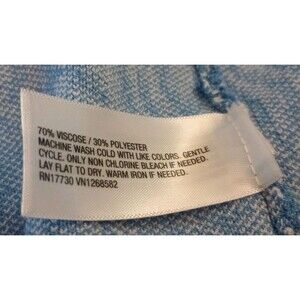 70% VISCOSE / 30% POLYESTER
MACHINE WASH COLD WITH LIKE COLORS. GENTLE
CYCLE. ONLY NON CHLORINE BLEACH IF NEEDED.
LAY FLAT TO DRY. WARM IRON IF NEEDED.
RN17730 VN1268582